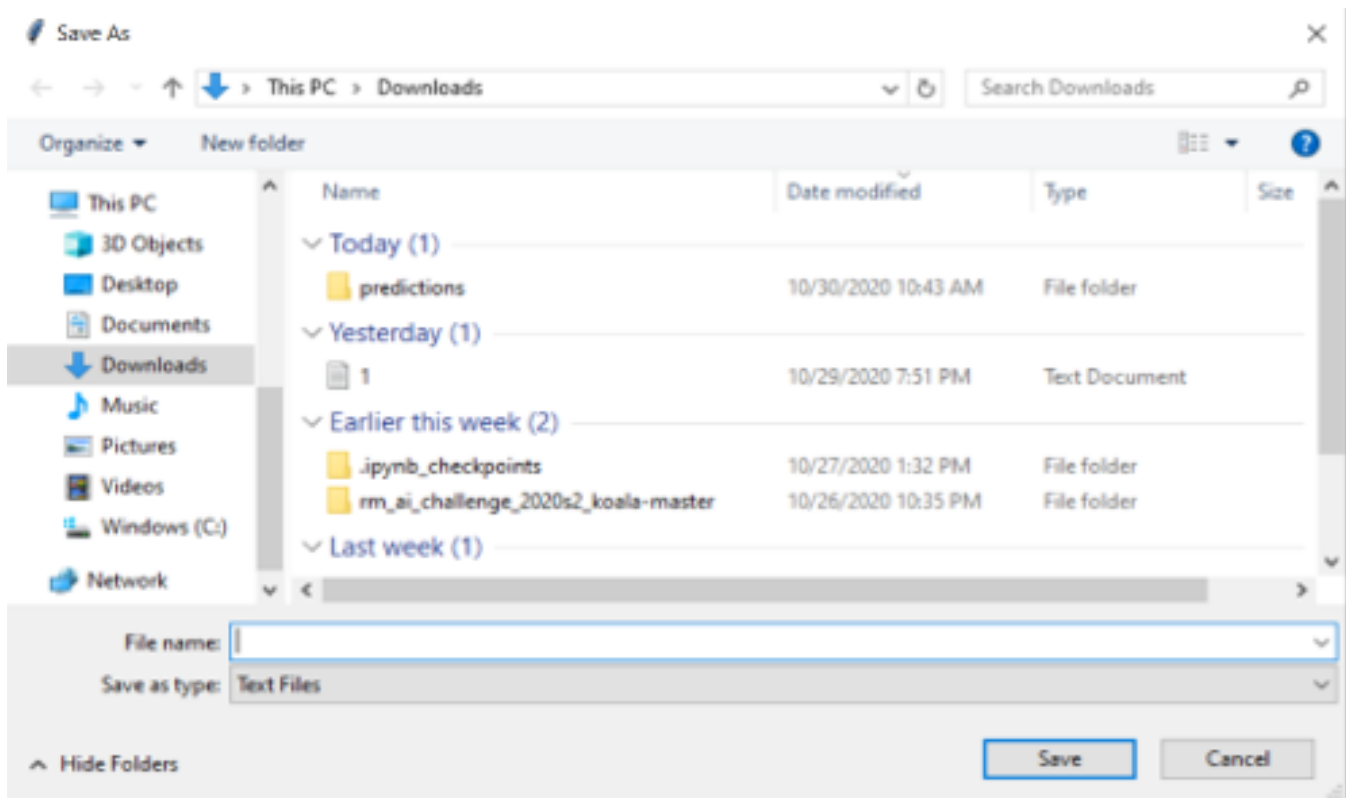 Save As
This PC > Downloads
Search Downloads
Organize
New folder
?
This PC
3D Objects
Desktop
Documents
Downloads
Music
Pictures
Videos
Windows (C:)
Network
Name Date modified Type Size
Today (1)
predictions 10/30/2020 10:43 AM File folder
Yesterday (1)
1 10/29/2020 7:51 PM Text Document
Earlier this week (2)
.ipynb_checkpoints 10/27/2020 1:32 PM File folder
rm_ai_challenge_2020s2_koala-master 10/26/2020 10:35 PM File folder
Last week (1)
File name:
Save as type: Text Files
Hide Folders
Save
Cancel